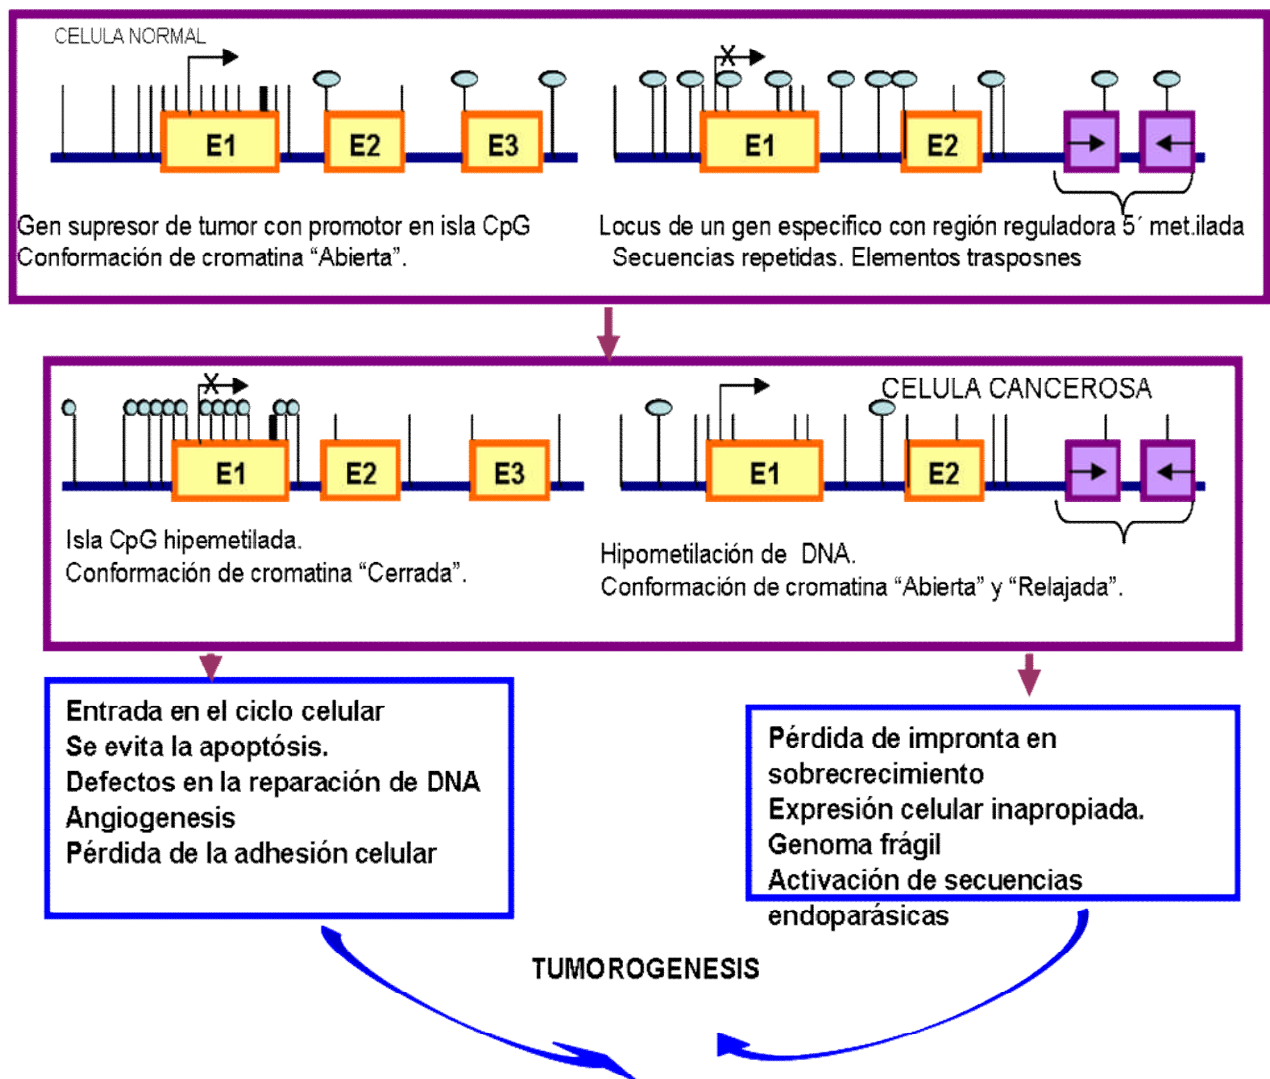 CELULA NORMAL
X
E1
E2
E3
E1
E2
Gen supresor de tumor con promotor en isla CpG
Conformación de cromatina “Abierta”.
Locus de un gen especifico con región reguladora 5´ met.ilada
Secuencias repetidas. Elementos trasposnes
CELULA CANCEROSA
X
E1
E2
E3
E1
E2
Isla CpG hipemetilada.
Conformación de cromatina “Cerrada”.
Hipometilación de DNA.
Conformación de cromatina “Abierta” y “Relajada”.
Entrada en el ciclo celular
Se evita la apoptósis.
Defectos en la reparación de DNA
Angiogenesis
Pérdida de la adhesión celular
Pérdida de impronta en
sobrecrecimiento
Expresión celular inapropiada.
Genoma frágil
Activación de secuencias
endoparásicas
TUMOROGENESIS